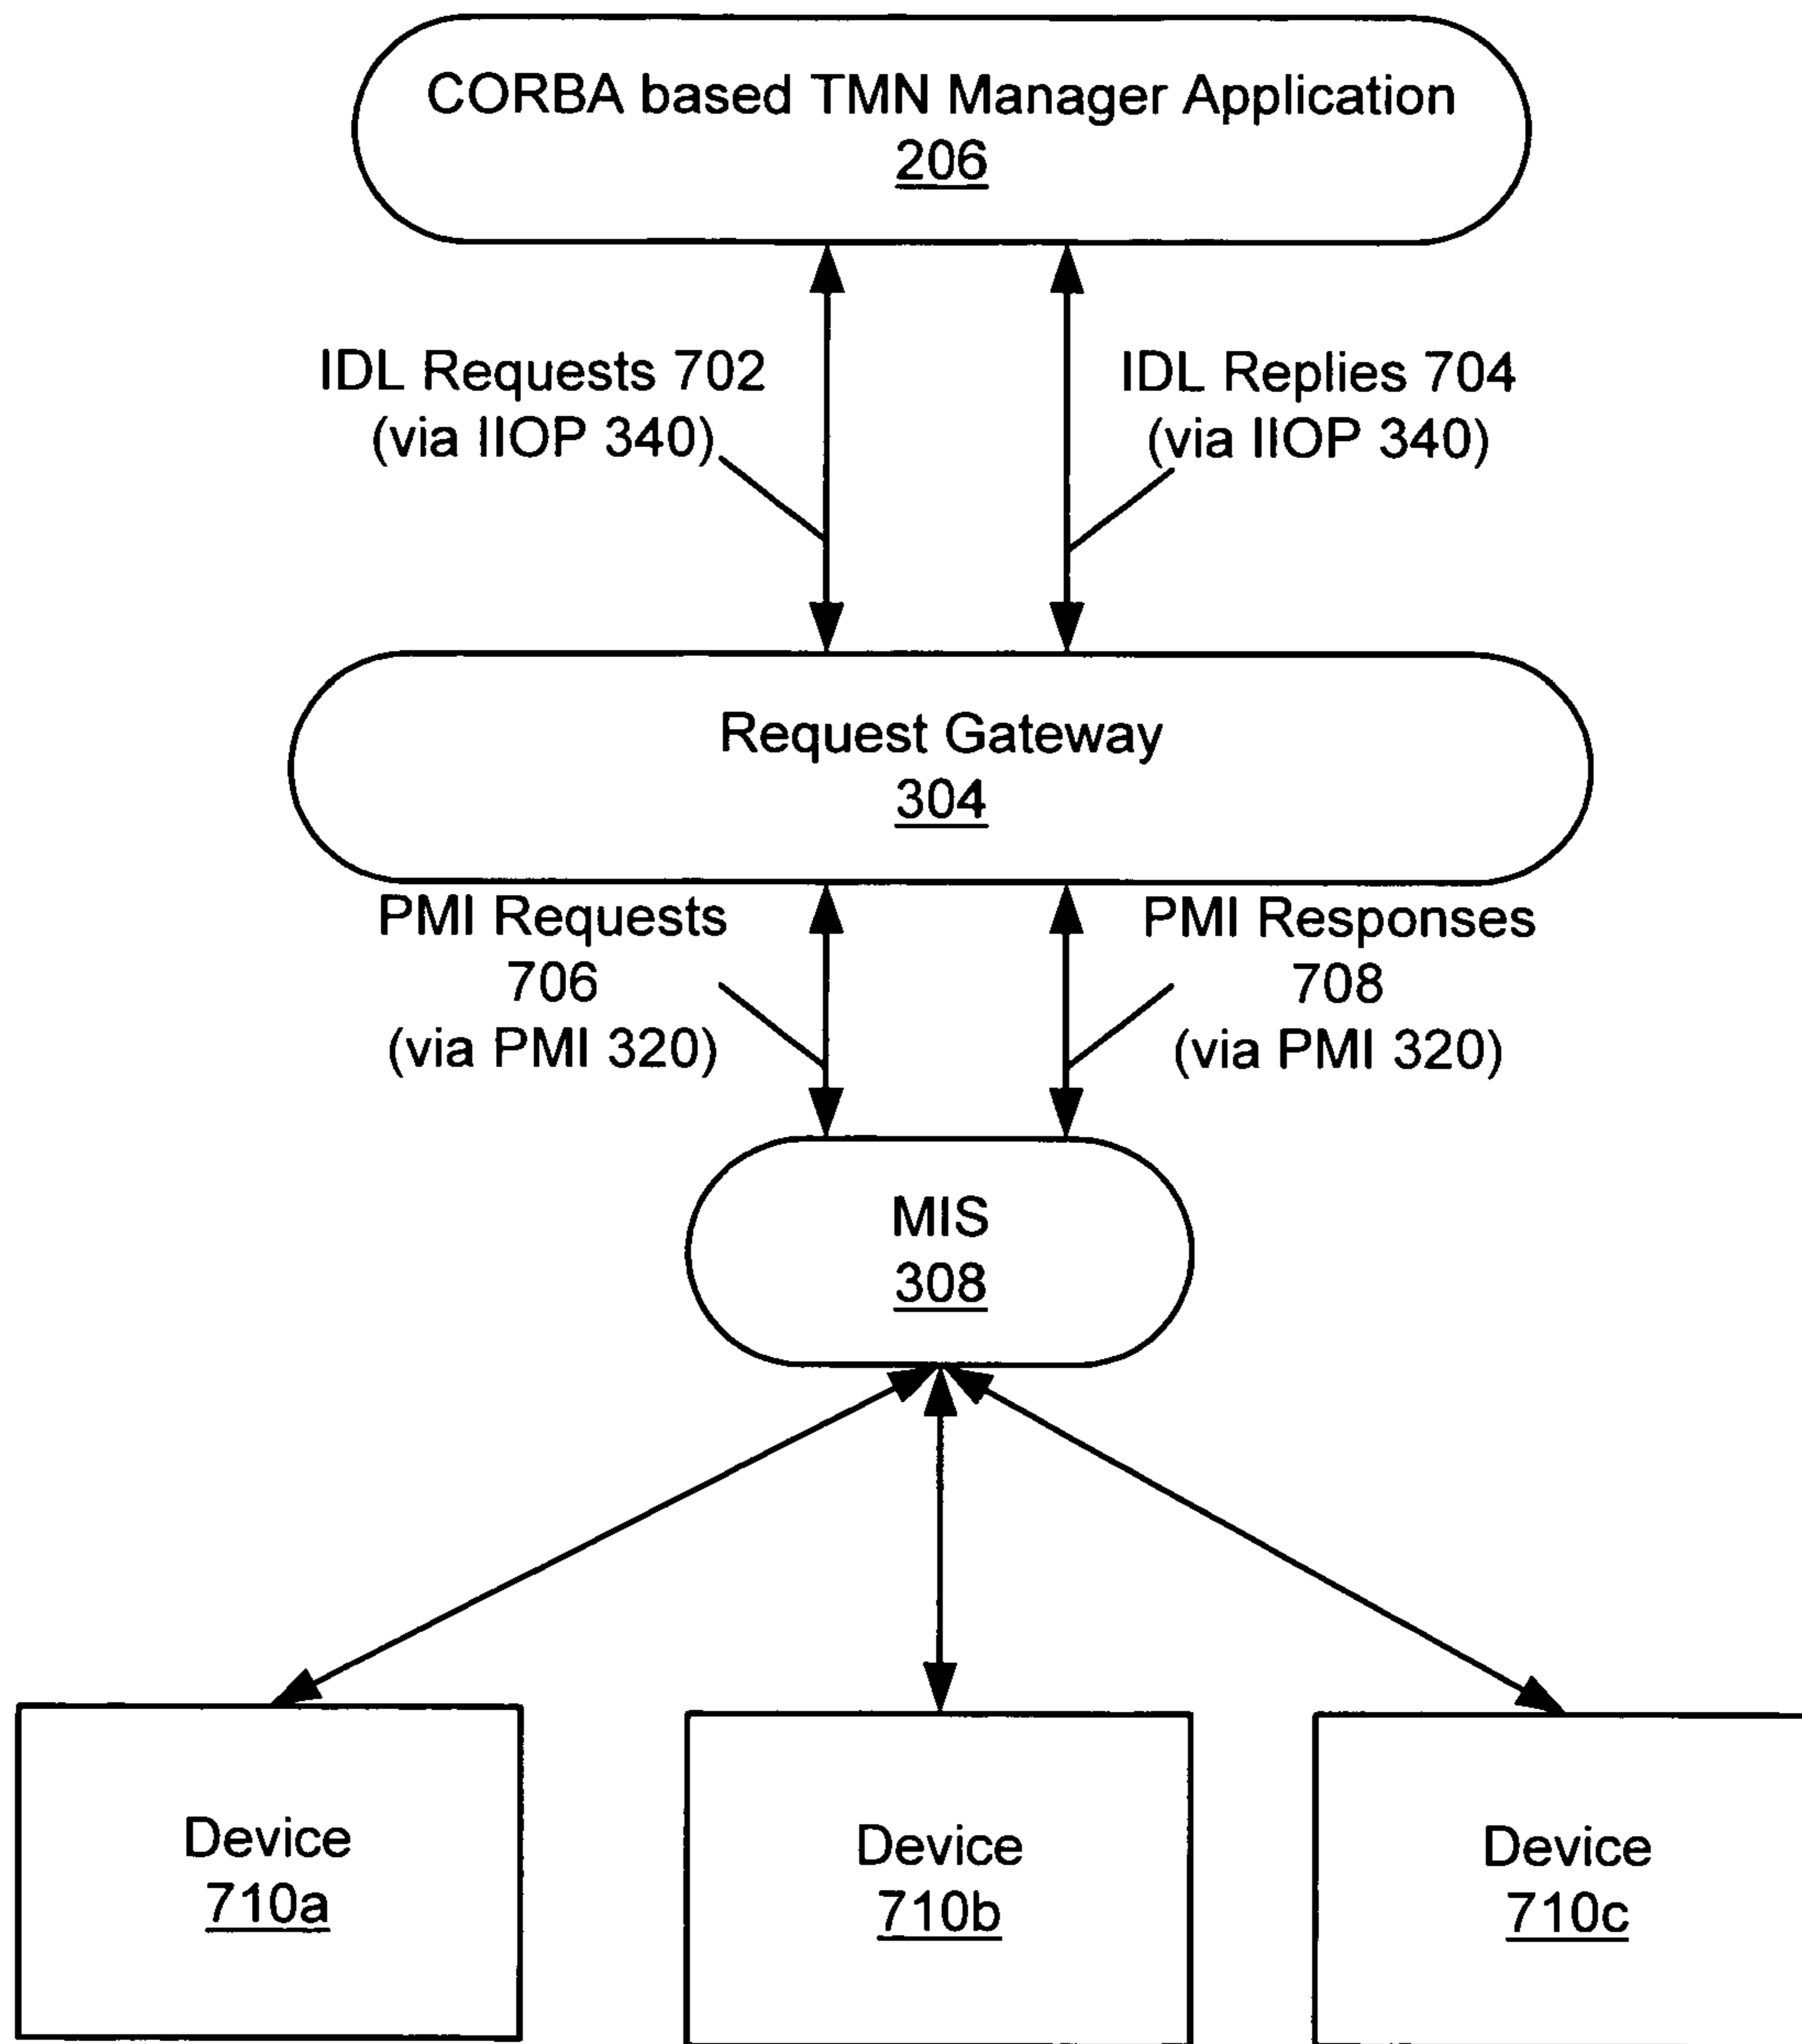 CORBA based TMN Manager Application
206
IDL Requests 702
(via IIOP 340)
IDL Replies 704
(via IIOP 340)
Request Gateway
304
PMI Requests
706
(via PMI 320)
PMI Responses
708
(via PMI 320)
MIS
308
Device
710a
Device
710b
Device
710c